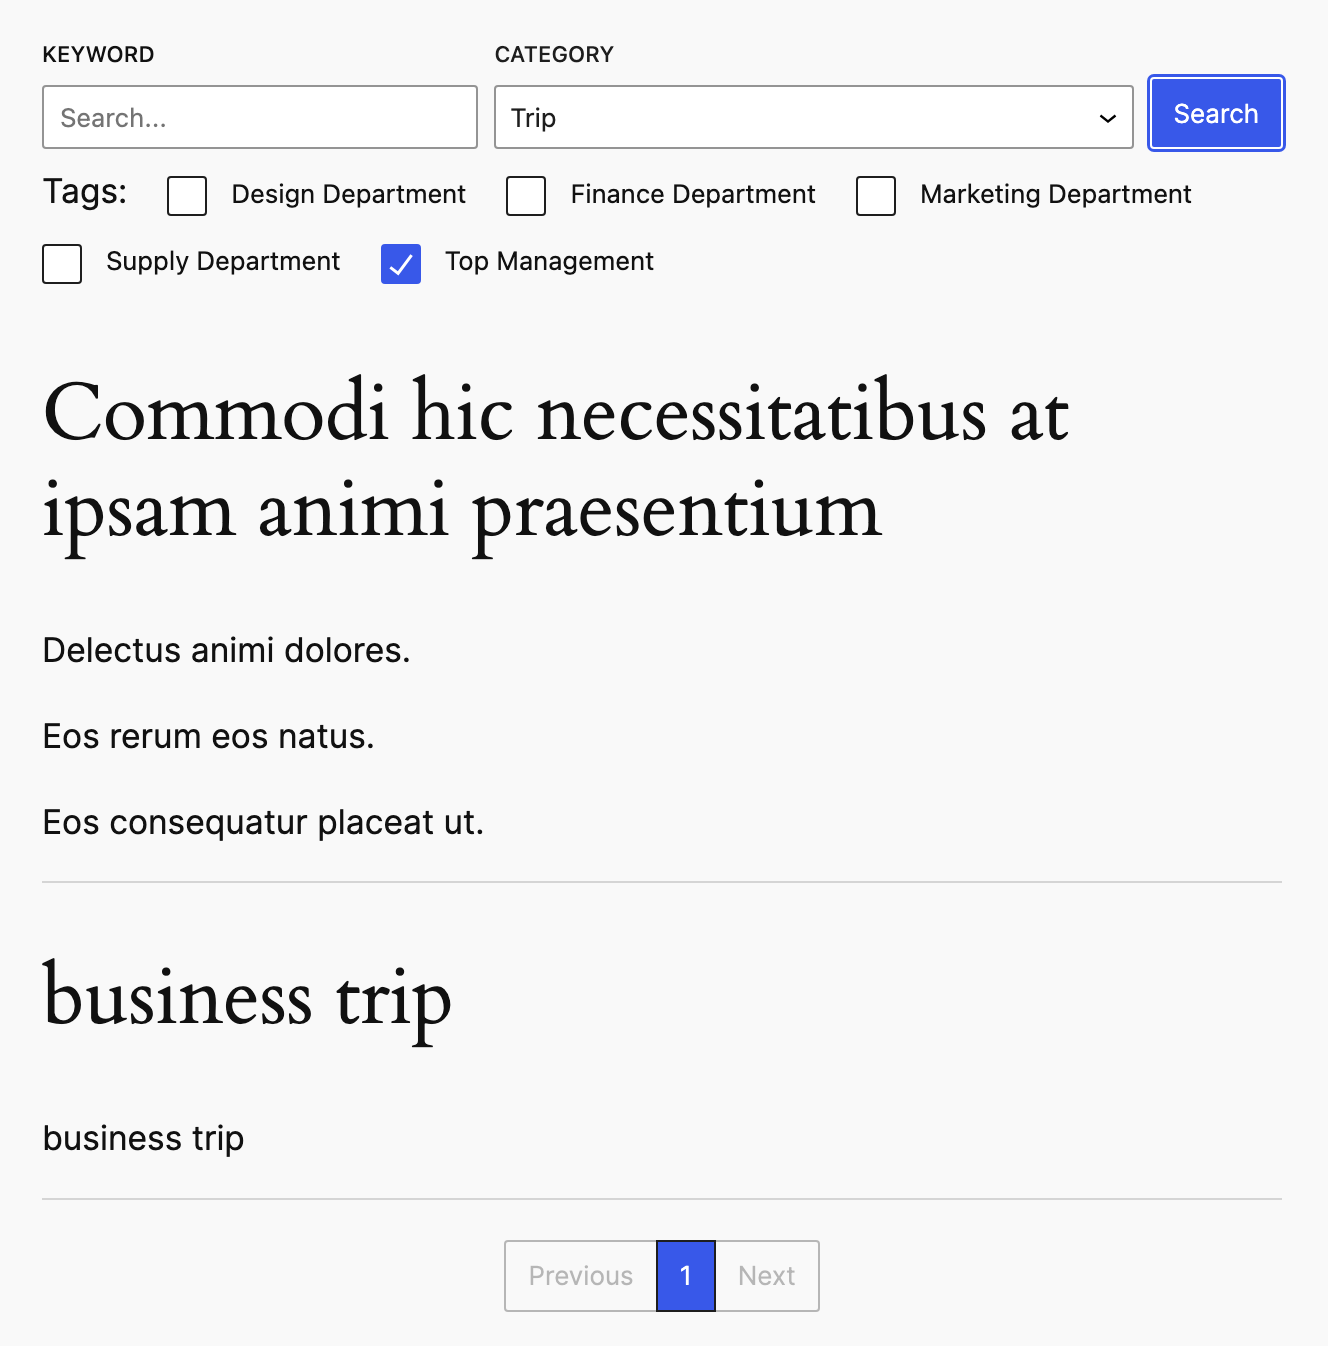 KEYWORD
CATEGORY
Search...
Trip
Search
Tags:
Design Department
Finance Department
Marketing Department
Supply Department
Top Management
Commodi hic necessitatibus at
ipsam animi praesentium
Delectus animi dolores.
Eos rerum eos natus.
Eos consequatur placeat ut.
business trip
business trip
Previous
1
Next